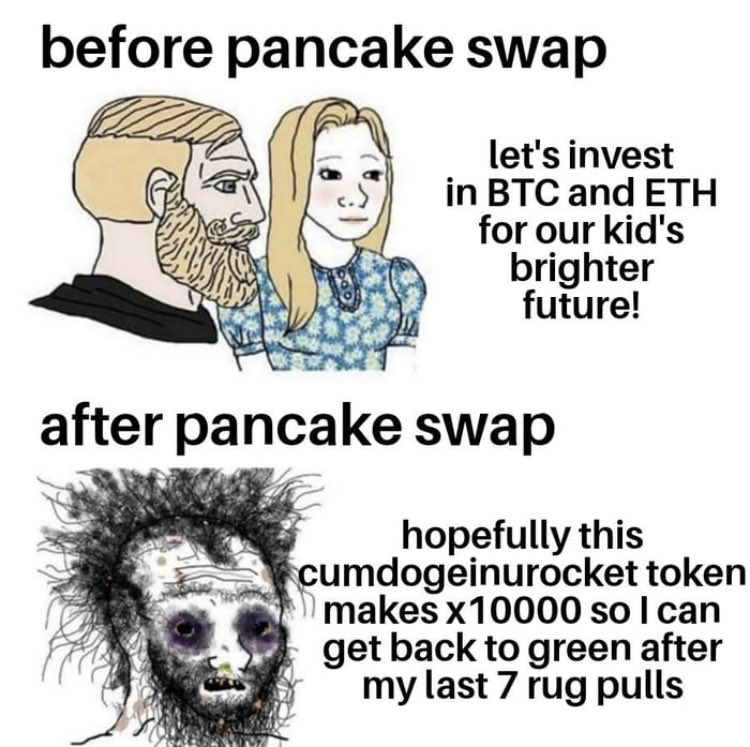 before pancake swap
let's invest
in BTC and ETH
for our kid's
brighter
future!
after pancake swap
hopefully this
cumdogeinurocket token
makes x10000 so I can
get back to green after
my last 7 rug pulls